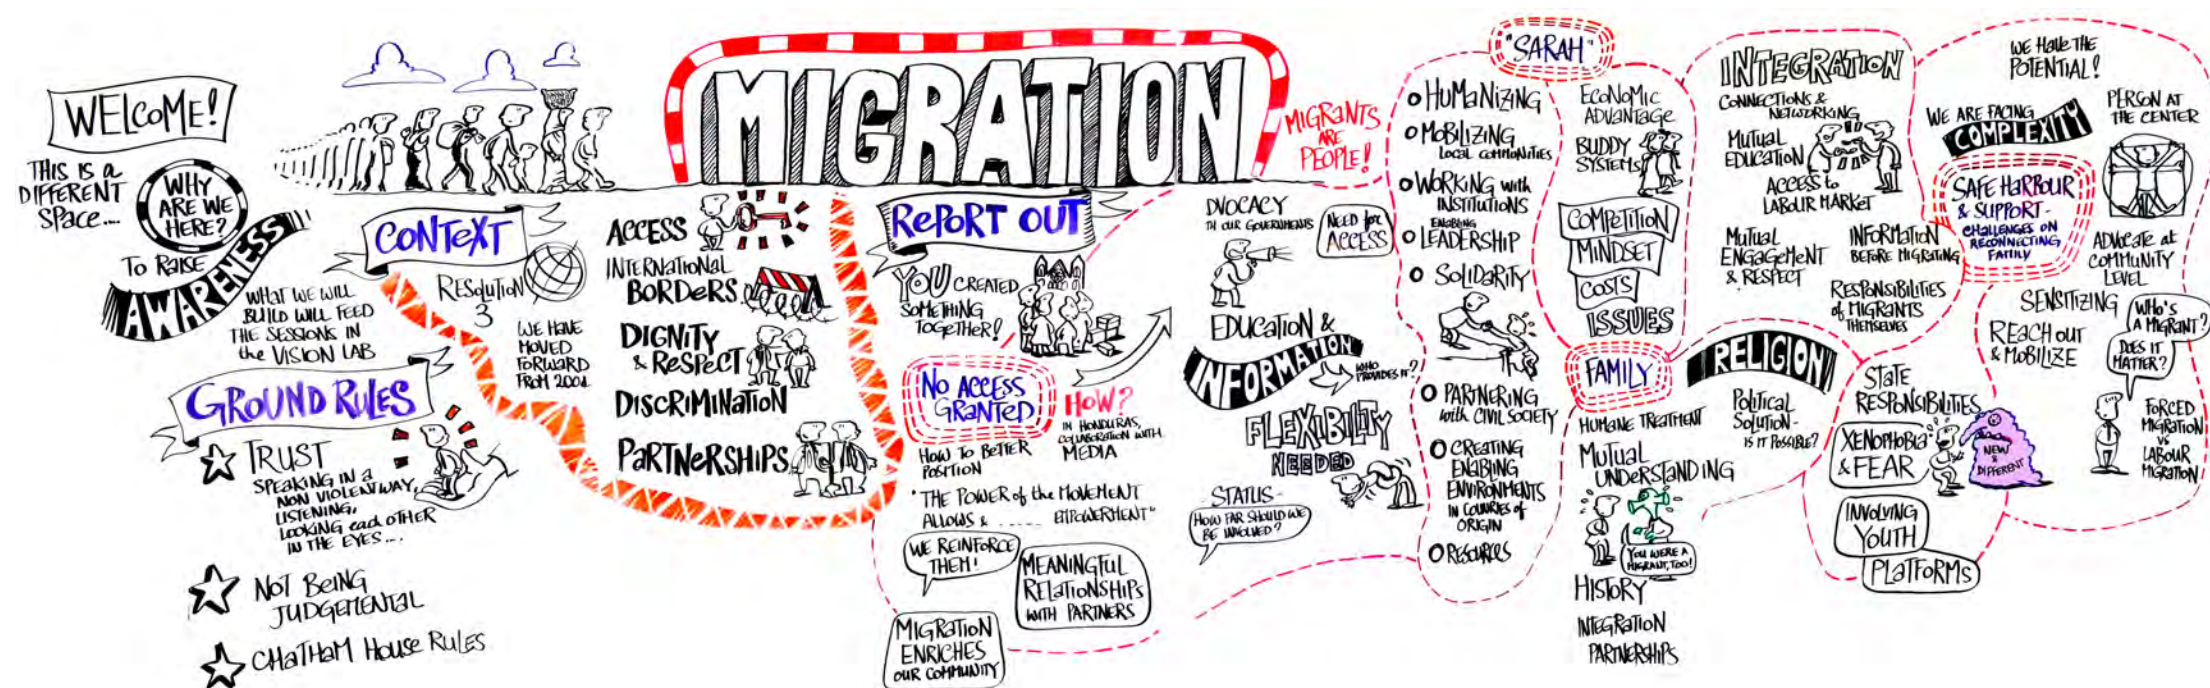 WELCOME!
THIS IS a
DIFFERENT
SPACE....
WHY
ARE WE
HERE?
To RAISE
AWARENESS
WHAT WE WILL
BUILD WILL FEED
THE SESSIONS IN
the VISION LAB
GROUND RULES
TRUST
SPEAKING IN a
NON VIOLENT WAY,
LISTENING,
LOOKING each OTHER
IN THE EYES....
NOT BEING
JUDGEMENTAL
CHATHAM HOUSE RULES
MIGRATION
MIGRANTS
ARE
PEOPLE!
CONTEXT
RESOLUTION
3
WE HAVE
MOVED
FORWARD
FROM 2001
ACCESS
INTERNATIONAL
BORDERS
DIGNITY
& RESPECT
DISCRIMINATION
PARTNERSHIPS
REPORT OUT
YOU CREATED
SOMETHING
TOGETHER!
NO ACCESS
GRANTED
HOW?
IN HONDURAS,
COLLABORATION WITH
MEDIA
HOW TO BETTER
POSITION
"THE POWER of the MOVEMENT
ALLOWS & ..... EMPOWERMENT"
WE REINFORCE
THEM!
MEANINGFUL
RELATIONSHIPS
WITH PARTNERS
MIGRATION
ENRICHES
OUR COMMUNITY
DVOCACY
OUR GOVERNMENTS
NEED for
ACCESS
EDUCATION &
INFORMATION
WHO
PROVIDES IT?
FLEXIBILITY
NEEDED
STATUS -
HOW FAR SHOULD WE
BE INVOLVED?
"SARAH"
HUMANIZING
MOBILIZING
LOCAL COMMUNITIES
WORKING with
INSTITUTIONS
ENABLING
LEADERSHIP
SOLIDARITY
PARTNERING
with CIVIL SOCIETY
CREATING
ENABLING
ENVIRONMENTS
IN COUNRIES of
ORIGIN
RESOURCES
ECONOMIC
ADVANTAGE
BUDDY
SYSTEMS
COMPETITION
MINDSET
COSTS
ISSUES
FAMILY
HUMANE TREATMENT
MUTUAL
UNDERSTANDING
YOU WERE A
MIGRANT, TOO!
HISTORY
INTEGRATION
PARTNERSHIPS
INTEGRATION
CONNECTIONS &
NETWORKING
MUTUAL
EDUCATION
ACCESS to
LABOUR MARKET
MUTUAL
ENGAGEMENT
& RESPECT
INFORMATION
BEFORE MIGRATING
RESPONSIBILITIES
of MIGRANTS
THEMSELVES
RELIGION
POLITICAL
SOLUTION -
IS IT POSSIBLE?
STATE
RESPONSIBILITIES
XENOPHOBIA
& FEAR
NEW &
DIFFERENT
INVOLVING
YOUTH
PLATFORMS
WE HAVE THE
POTENTIAL!
WE ARE FACING
COMPLEXITY
PERSON AT
THE CENTER
SAFE HARBOUR
& SUPPORT -
CHALLENGES ON
RECONNECTING
FAMILY
ADVOCATE at
COMMUNITY
LEVEL
SENSITIZING
REACH OUT
& MOBILIZE
WHO'S
A MIGRANT?
DOES IT
MATTER?
FORCED
MIGRATION
VS
LABOUR
MIGRATION